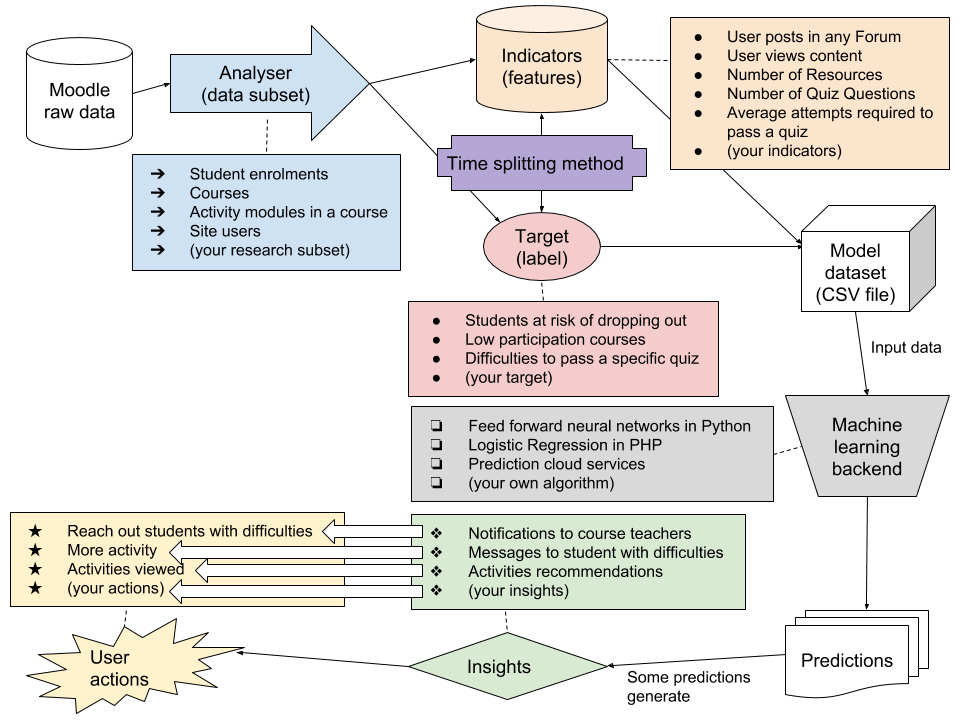 Moodle
raw data
Analyser
(data subset)
➔ Student enrolments
➔ Courses
➔ Activity modules in a course
➔ Site users
➔ (your research subset)
Indicators
(features)
● User posts in any Forum
● User views content
● Number of Resources
● Number of Quiz Questions
● Average attempts required to
pass a quiz
● (your indicators)
Time splitting method
Target
(label)
● Students at risk of dropping out
● Low participation courses
● Difficulties to pass a specific quiz
● (your target)
Model
dataset
(CSV file)
Input data
Machine
learning
backend
❏ Feed forward neural networks in Python
❏ Logistic Regression in PHP
❏ Prediction cloud services
❏ (your own algorithm)
Predictions
Some predictions
generate
Insights
❖ Notifications to course teachers
❖ Messages to student with difficulties
❖ Activities recommendations
❖ (your insights)
★ Reach out students with difficulties
★ More activity
★ Activities viewed
★ (your actions)
User
actions